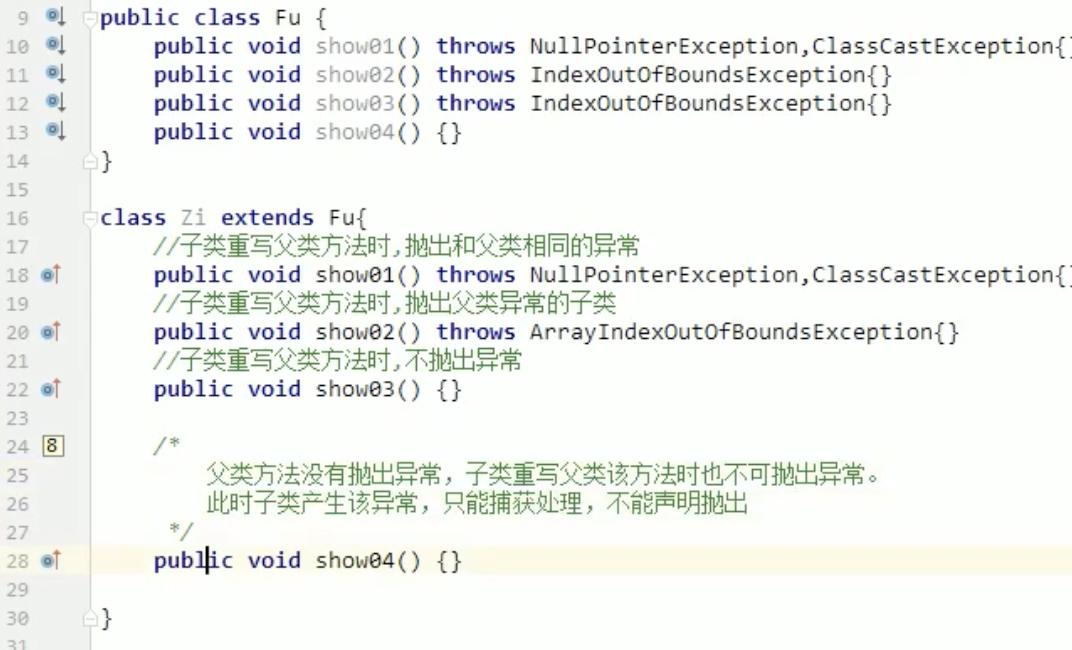 9 public class Fu {
10 public void show01() throws NullPointerException,ClassCastException{}
11 public void show02() throws IndexOutOfBoundsException{}
12 public void show03() throws IndexOutOfBoundsException{}
13 public void show04() {}
14 }
15
16 class Zi extends Fu{
17 //子类重写父类方法时,抛出和父类相同的异常
18 public void show01() throws NullPointerException,ClassCastException{}
19 //子类重写父类方法时,抛出父类异常的子类
20 public void show02() throws ArrayIndexOutOfBoundsException{}
21 //子类重写父类方法时,不抛出异常
22 public void show03() {}
23
24 8 /*
25 父类方法没有抛出异常，子类重写父类该方法时也不可抛出异常。
26 此时子类产生该异常，只能捕获处理，不能声明抛出
27 */
28 public void show04() {}
29
30 }
31